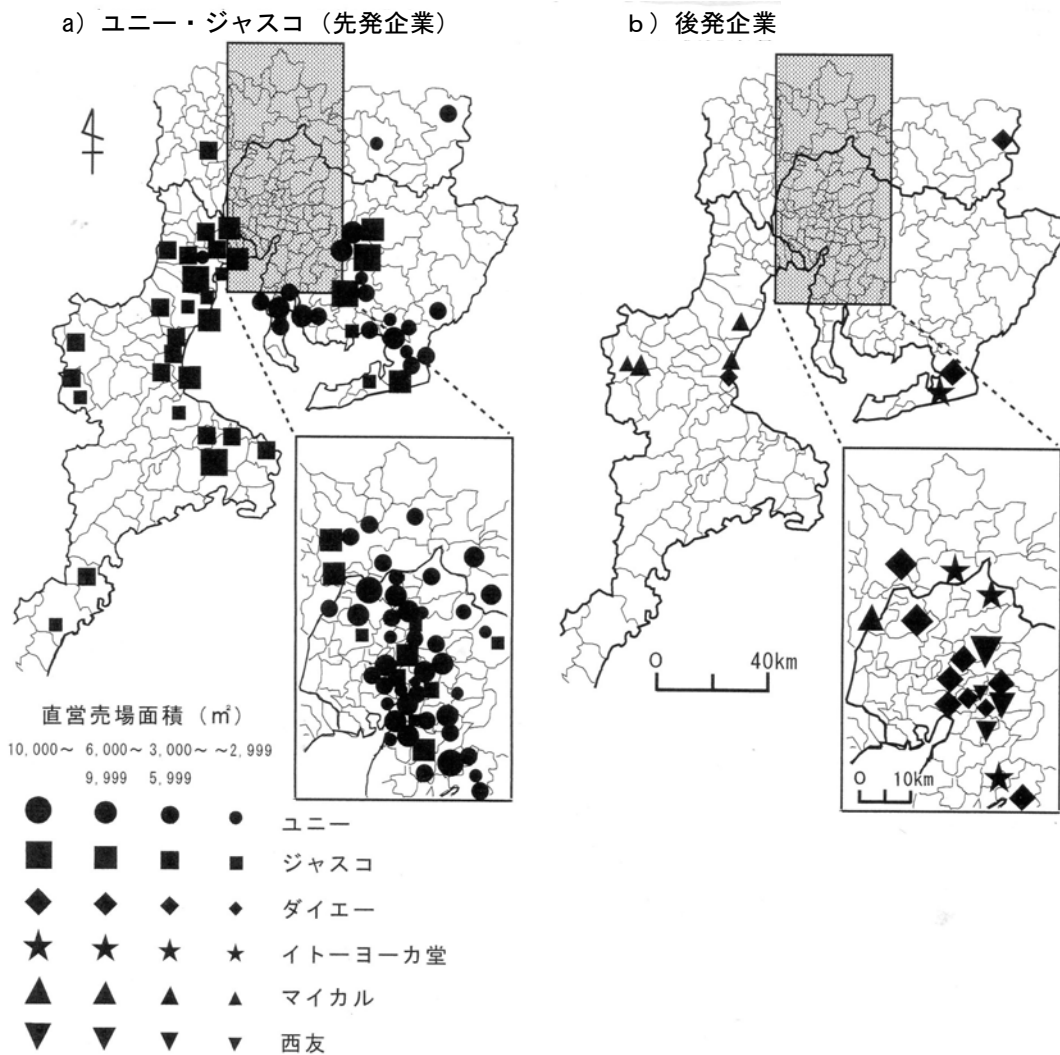 a）ユニー・ジャスコ（先発企業）
b）後発企業
0 40km
0 10km
直営売場面積（㎡）
10,000～ 6,000～ 3,000～ ～2,999
9,999 5,999
ユニー
ジャスコ
ダイエー
イトーヨーカ堂
マイカル
西友